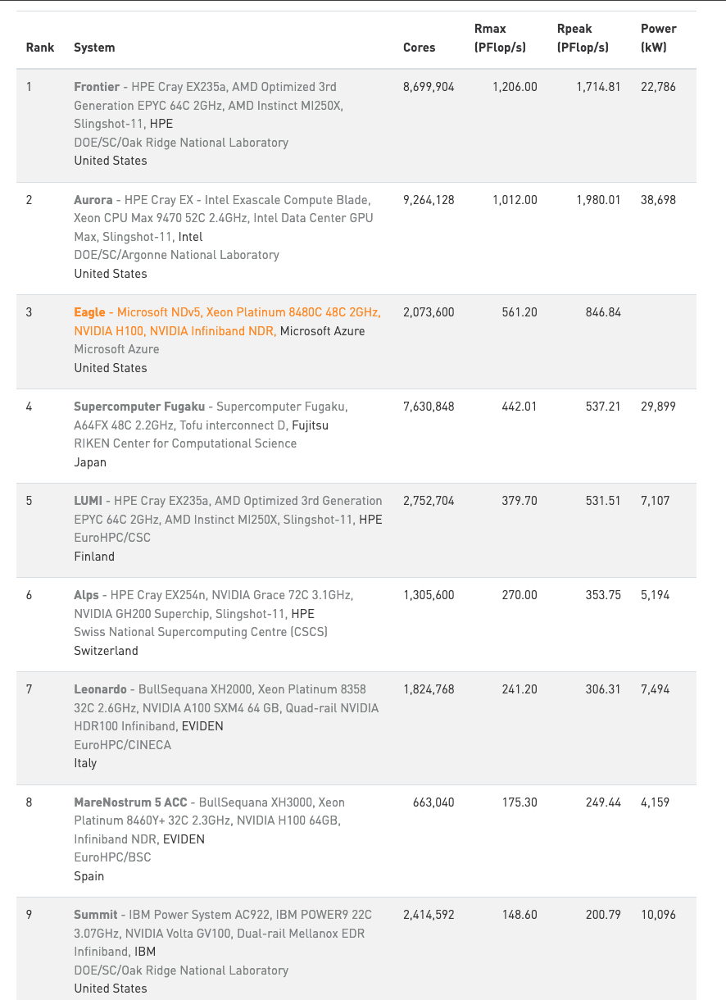 Rank System Cores Rmax (PFlop/s) Rpeak (PFlop/s) Power (kW)
1 Frontier - HPE Cray EX235a, AMD Optimized 3rd 8,699,904 1,206.00 1,714.81 22,786
Generation EPYC 64C 2GHz, AMD Instinct MI250X,
Slingshot-11, HPE
DOE/SC/Oak Ridge National Laboratory
United States
2 Aurora - HPE Cray EX - Intel Exascale Compute Blade, 9,264,128 1,012.00 1,980.01 38,698
Xeon CPU Max 9470 52C 2.4GHz, Intel Data Center GPU
Max, Slingshot-11, Intel
DOE/SC/Argonne National Laboratory
United States
3 Eagle - Microsoft NDv5, Xeon Platinum 8480C 48C 2GHz, 2,073,600 561.20 846.84
NVIDIA H100, NVIDIA Infiniband NDR, Microsoft Azure
Microsoft Azure
United States
4 Supercomputer Fugaku - Supercomputer Fugaku, 7,630,848 442.01 537.21 29,899
A64FX 48C 2.2GHz, Tofu interconnect D, Fujitsu
RIKEN Center for Computational Science
Japan
5 LUMI - HPE Cray EX235a, AMD Optimized 3rd Generation 2,752,704 379.70 531.51 7,107
EPYC 64C 2GHz, AMD Instinct MI250X, Slingshot-11, HPE
EuroHPC/CSC
Finland
6 Alps - HPE Cray EX254n, NVIDIA Grace 72C 3.1GHz, 1,305,600 270.00 353.75 5,194
NVIDIA GH200 Superchip, Slingshot-11, HPE
Swiss National Supercomputing Centre (CSCS)
Switzerland
7 Leonardo - BullSequana XH2000, Xeon Platinum 8358 1,824,768 241.20 306.31 7,494
32C 2.6GHz, NVIDIA A100 SXM4 64 GB, Quad-rail NVIDIA
HDR100 Infiniband, EVIDEN
EuroHPC/CINECA
Italy
8 MareNostrum 5 ACC - BullSequana XH3000, Xeon 663,040 175.30 249.44 4,159
Platinum 8460Y+ 32C 2.3GHz, NVIDIA H100 64GB,
Infiniband NDR, EVIDEN
EuroHPC/BSC
Spain
9 Summit - IBM Power System AC922, IBM POWER9 22C 2,414,592 148.60 200.79 10,096
3.07GHz, NVIDIA Volta GV100, Dual-rail Mellanox EDR
Infiniband, IBM
DOE/SC/Oak Ridge National Laboratory
United States